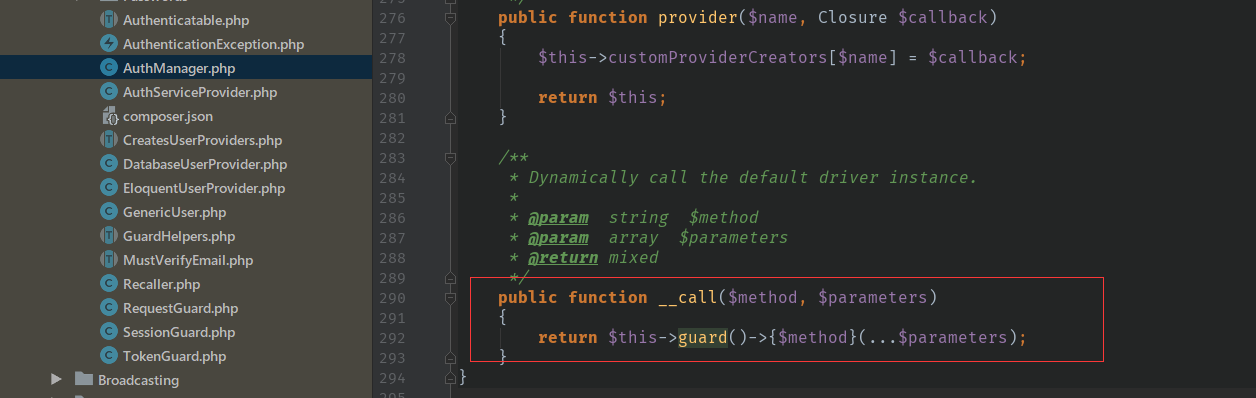 Authenticatable.php
AuthenticationException.php
AuthManager.php
AuthServiceProvider.php
composer.json
CreatesUserProviders.php
DatabaseUserProvider.php
EloquentUserProvider.php
GenericUser.php
GuardHelpers.php
MustVerifyEmail.php
Recaller.php
RequestGuard.php
SessionGuard.php
TokenGuard.php
Broadcasting
276 public function provider($name, Closure $callback)
277 {
278 $this->customProviderCreators[$name] = $callback;
279
280 return $this;
281 }
282
283 /**
284 * Dynamically call the default driver instance.
285 *
286 * @param string $method
287 * @param array $parameters
288 * @return mixed
289 */
290 public function __call($method, $parameters)
291 {
292 return $this->guard()->{$method}(...$parameters);
293 }
294 }